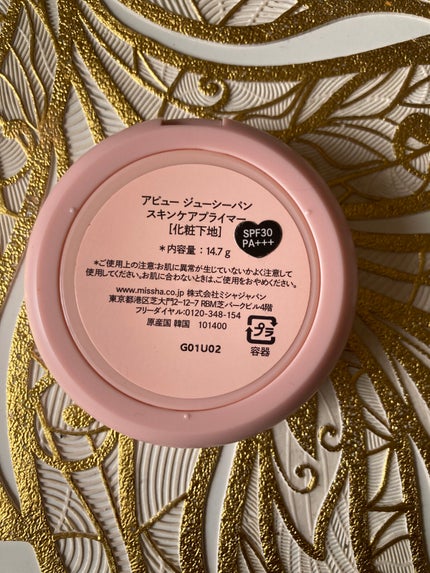 アピュー ジューシーパン
スキンケアプライマー
[化粧下地]
SPF30
PA+++
＊内容量：14.7 g
＊ご使用上の注意:お肌に異常が生じていないかよく注意して
使用してください。お肌に合わないときは、ご使用をおやめください。
www.missha.co.jp 株式会社ミシャジャパン
東京都港区芝大門2-12-7 RBM芝パークビル4階
フリーダイヤル:0120-348-154
原産国 韓国 101400
G01U02
プラ
容器